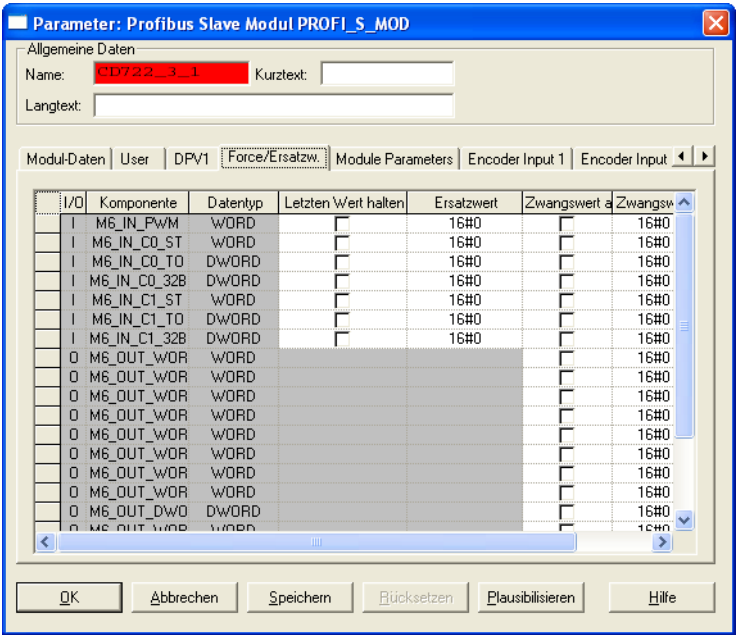 Parameter: Profibus Slave Modul PROFI_S_MOD
Allgemeine Daten
Name: CD722_3_1 Kurztext:
Langtext:
Modul-Daten User DPV1 Force/Ersatzw. Module Parameters Encoder Input 1 Encoder Input
I/O Komponente Datentyp Letzten Wert halten Ersatzwert Zwangswert a Zwangsw
I M6_IN_PWM WORD 16#0 16#0
I M6_IN_C0_ST WORD 16#0 16#0
I M6_IN_C0_TO DWORD 16#0 16#0
I M6_IN_C0_32B DWORD 16#0 16#0
I M6_IN_C1_ST WORD 16#0 16#0
I M6_IN_C1_TO DWORD 16#0 16#0
I M6_IN_C1_32B DWORD 16#0 16#0
O M6_OUT_WOR WORD 16#0
O M6_OUT_WOR WORD 16#0
O M6_OUT_WOR WORD 16#0
O M6_OUT_WOR WORD 16#0
O M6_OUT_WOR WORD 16#0
O M6_OUT_WOR WORD 16#0
O M6_OUT_WOR WORD 16#0
O M6_OUT_WOR WORD 16#0
O M6_OUT_DWO DWORD 16#0
O M6_OUT_WOR WORD 16#0
OK Abbrechen Speichern Rücksetzen Plausibilisieren Hilfe